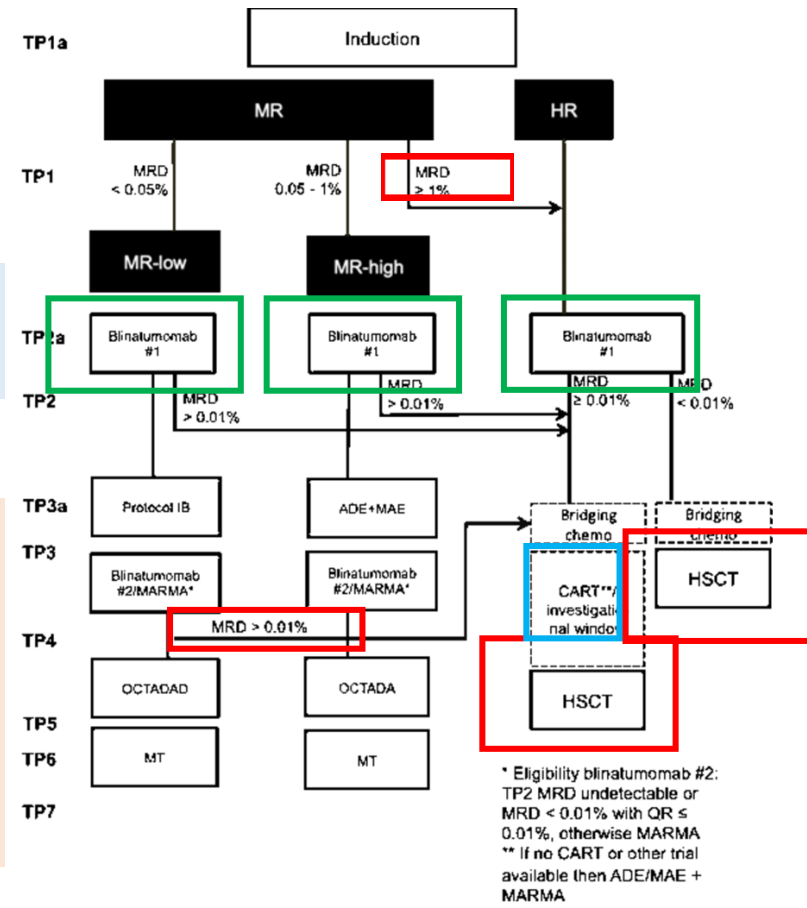 TP1a
Induction
MR
HR
TP1
MRD
< 0.05%
MRD
0.05 - 1%
MRD
≥ 1%
MR-low
MR-high
TP2a
Blinatumomab
#1
Blinatumomab
#1
Blinatumomab
#1
TP2
MRD
> 0.01%
MRD
> 0.01%
MRD
≥ 0.01%
MRD
< 0.01%
TP3a
Protocol IB
ADE+MAE
Bridging
chemo
Bridging
chemo
TP3
Blinatumomab
#2/MARMA*
Blinatumomab
#2/MARMA*
CART**/
investigatio
nal window
HSCT
TP4
MRD > 0.01%
OCTADAD
OCTADA
HSCT
TP5
TP6
MT
MT
TP7
* Eligibility blinatumomab #2:
TP2 MRD undetectable or
MRD < 0.01% with QR ≤
0.01%, otherwise MARMA
** If no CART or other trial
available then ADE/MAE +
MARMA